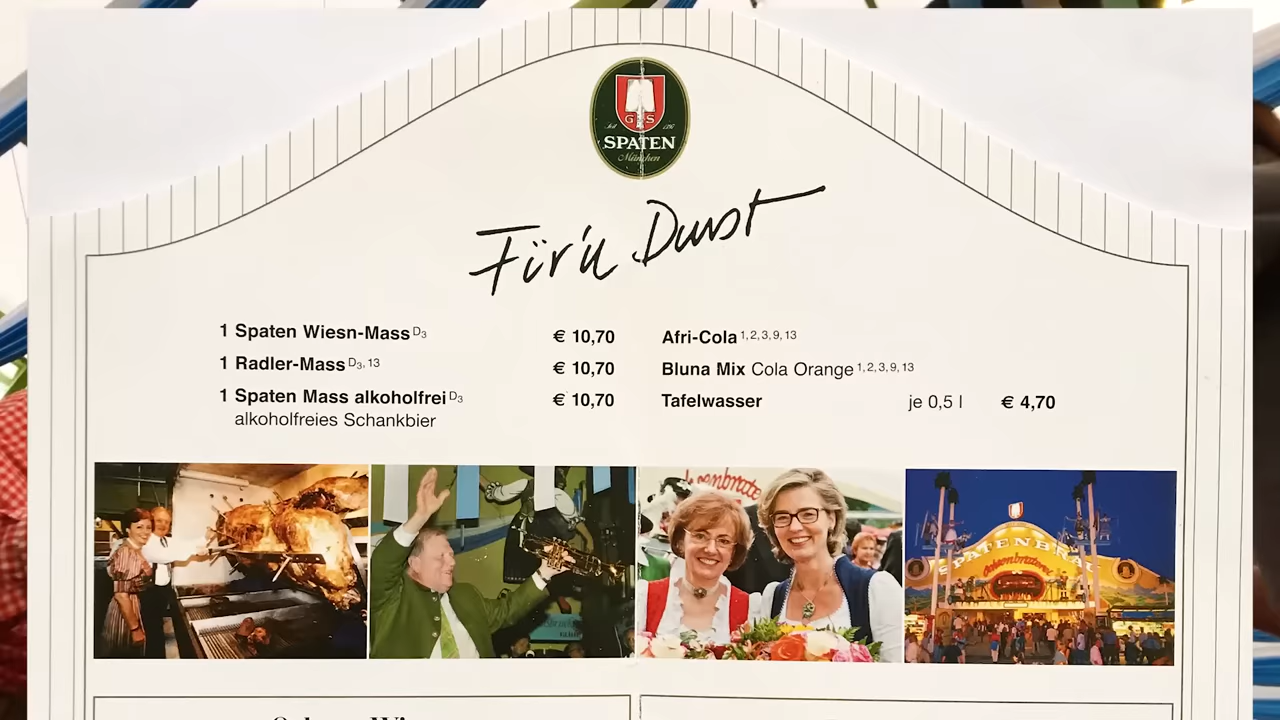 G S
SPATEN
München
Für'n Durst
1 Spaten Wiesn-Mass D3 € 10,70
1 Radler-Mass D3, 13 € 10,70
1 Spaten Mass alkoholfrei D3 € 10,70
alkoholfreies Schankbier
Afri-Cola 1, 2, 3, 9, 13
Bluna Mix Cola Orange 1, 2, 3, 9, 13
Tafelwasser je 0,5 l € 4,70
SPATENBRÄU
Ochsenbraterei